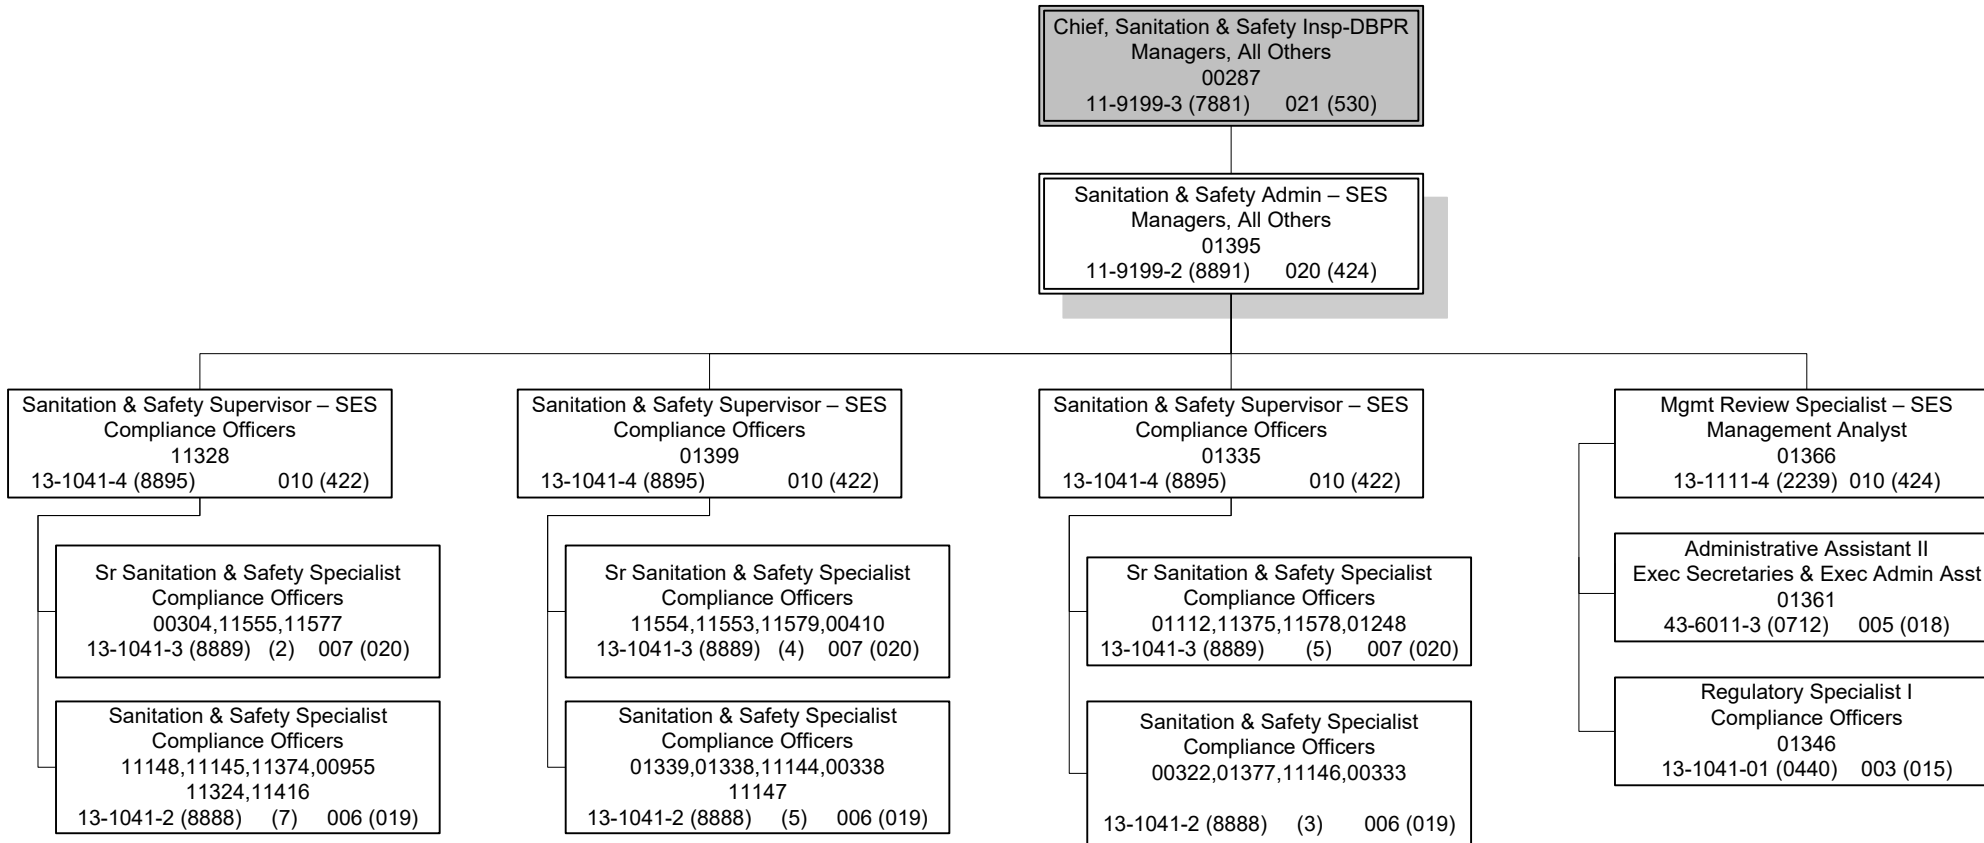 Chief, Sanitation & Safety Insp-DBPR
Managers, All Others
00287
11-9199-3 (7881) 021 (530)
Sanitation & Safety Admin – SES
Managers, All Others
01395
11-9199-2 (8891) 020 (424)
Sanitation & Safety Supervisor – SES
Compliance Officers
11328
13-1041-4 (8895) 010 (422)
Sr Sanitation & Safety Specialist
Compliance Officers
00304,11555,11577
13-1041-3 (8889) (2) 007 (020)
Sanitation & Safety Specialist
Compliance Officers
11148,11145,11374,00955
11324,11416
13-1041-2 (8888) (7) 006 (019)
Sanitation & Safety Supervisor – SES
Compliance Officers
01399
13-1041-4 (8895) 010 (422)
Sr Sanitation & Safety Specialist
Compliance Officers
11554,11553,11579,00410
13-1041-3 (8889) (4) 007 (020)
Sanitation & Safety Specialist
Compliance Officers
01339,01338,11144,00338
11147
13-1041-2 (8888) (5) 006 (019)
Sanitation & Safety Supervisor – SES
Compliance Officers
01335
13-1041-4 (8895) 010 (422)
Sr Sanitation & Safety Specialist
Compliance Officers
01112,11375,11578,01248
13-1041-3 (8889) (5) 007 (020)
Sanitation & Safety Specialist
Compliance Officers
00322,01377,11146,00333
13-1041-2 (8888) (3) 006 (019)
Mgmt Review Specialist – SES
Management Analyst
01366
13-1111-4 (2239) 010 (424)
Administrative Assistant II
Exec Secretaries & Exec Admin Asst
01361
43-6011-3 (0712) 005 (018)
Regulatory Specialist I
Compliance Officers
01346
13-1041-01 (0440) 003 (015)